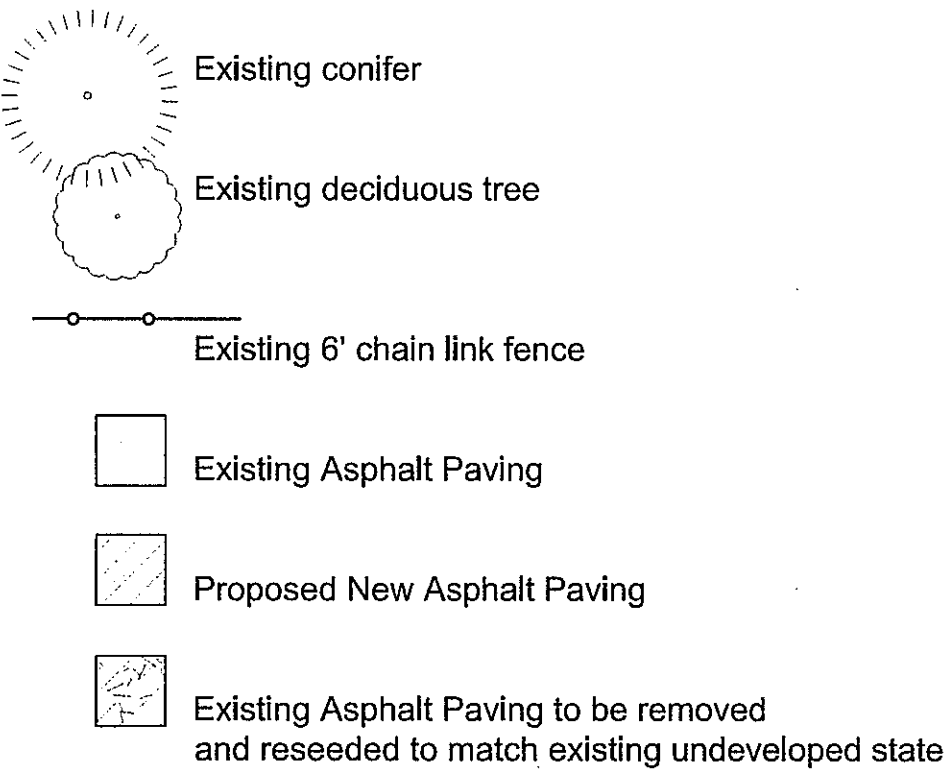 Existing conifer
Existing deciduous tree
Existing 6' chain link fence
Existing Asphalt Paving
Proposed New Asphalt Paving
Existing Asphalt Paving to be removed
and reseeded to match existing undeveloped state